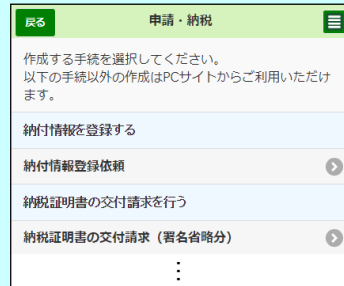 戻る
申請・納税
作成する手続を選択してください。
以下の手続以外の作成はPCサイトからご利用いただけ
ます。
納付情報を登録する
納付情報登録依頼
納税証明書の交付請求を行う
納税証明書の交付請求（署名省略分）